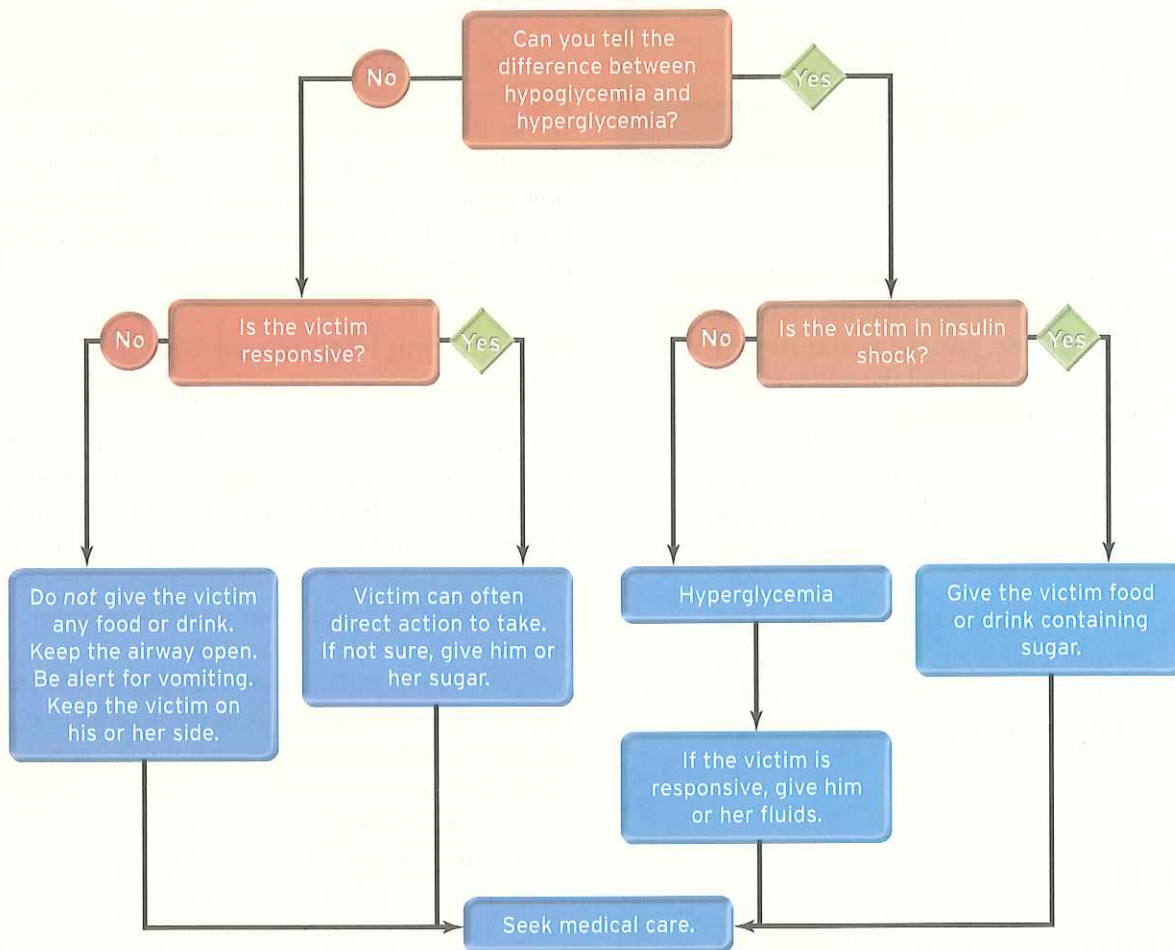 Can you tell the
difference between
hypoglycemia and
hyperglycemia?
No
Yes
Is the victim
responsive?
No
Yes
Is the victim in insulin
shock?
No
Yes
Do not give the victim
any food or drink.
Keep the airway open.
Be alert for vomiting.
Keep the victim on
his or her side.
Victim can often
direct action to take.
If not sure, give him or
her sugar.
Hyperglycemia
Give the victim food
or drink containing
sugar.
If the victim is
responsive, give him
or her fluids.
Seek medical care.